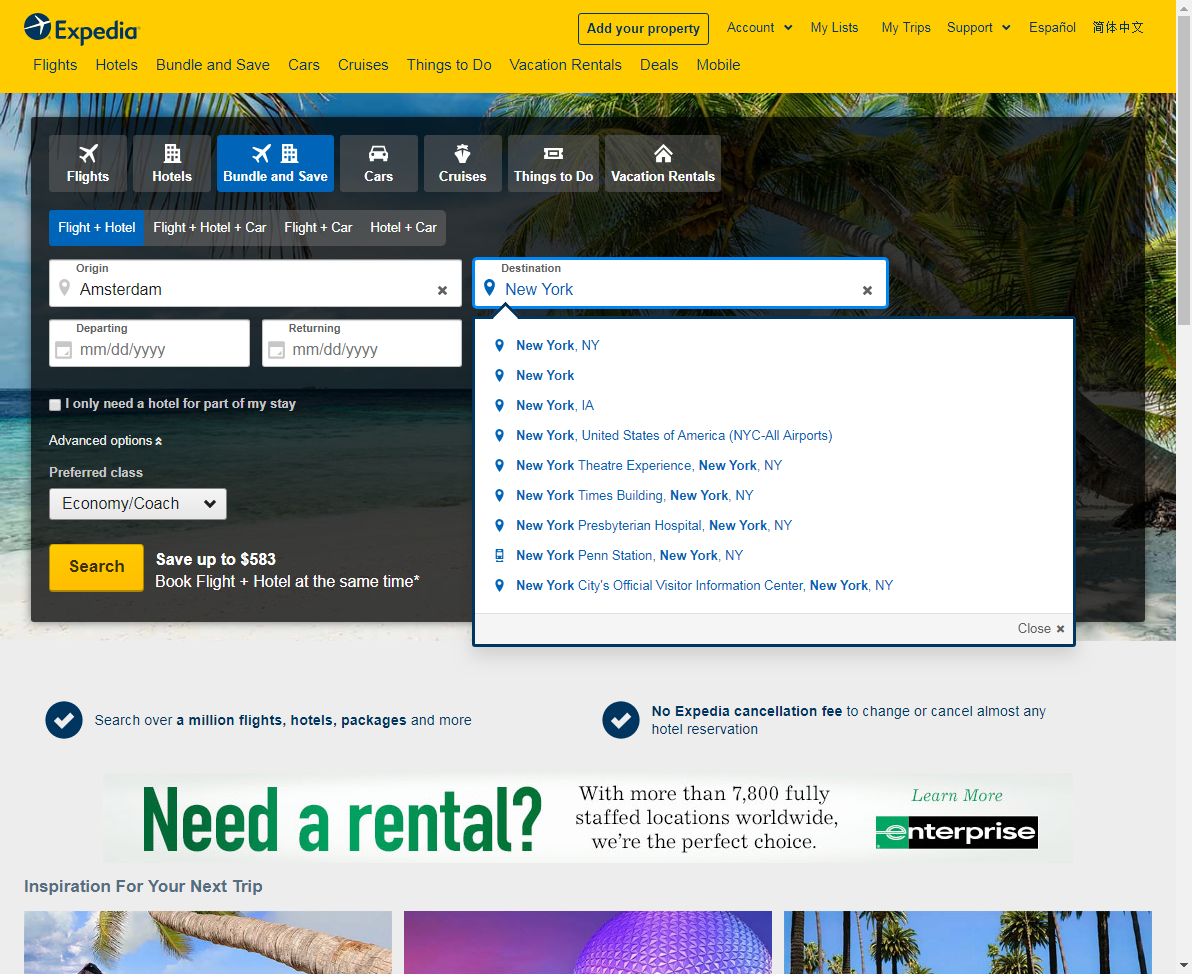 Expedia
Add your property
Account
My Lists
My Trips
Support
Español
简体中文
Flights
Hotels
Bundle and Save
Cars
Cruises
Things to Do
Vacation Rentals
Deals
Mobile
Flights
Hotels
Bundle and Save
Cars
Cruises
Things to Do
Vacation Rentals
Flight + Hotel
Flight + Hotel + Car
Flight + Car
Hotel + Car
Origin
Amsterdam
Destination
New York
Departing
mm/dd/yyyy
Returning
mm/dd/yyyy
New York, NY
New York
New York, IA
New York, United States of America (NYC-All Airports)
New York Theatre Experience, New York, NY
New York Times Building, New York, NY
New York Presbyterian Hospital, New York, NY
New York Penn Station, New York, NY
New York City's Official Visitor Information Center, New York, NY
Close
I only need a hotel for part of my stay
Advanced options
Preferred class
Economy/Coach
Search
Save up to $583
Book Flight + Hotel at the same time*
Search over a million flights, hotels, packages and more
No Expedia cancellation fee to change or cancel almost any
hotel reservation
Need a rental?
With more than 7,800 fully
staffed locations worldwide,
we're the perfect choice.
Learn More
enterprise
Inspiration For Your Next Trip